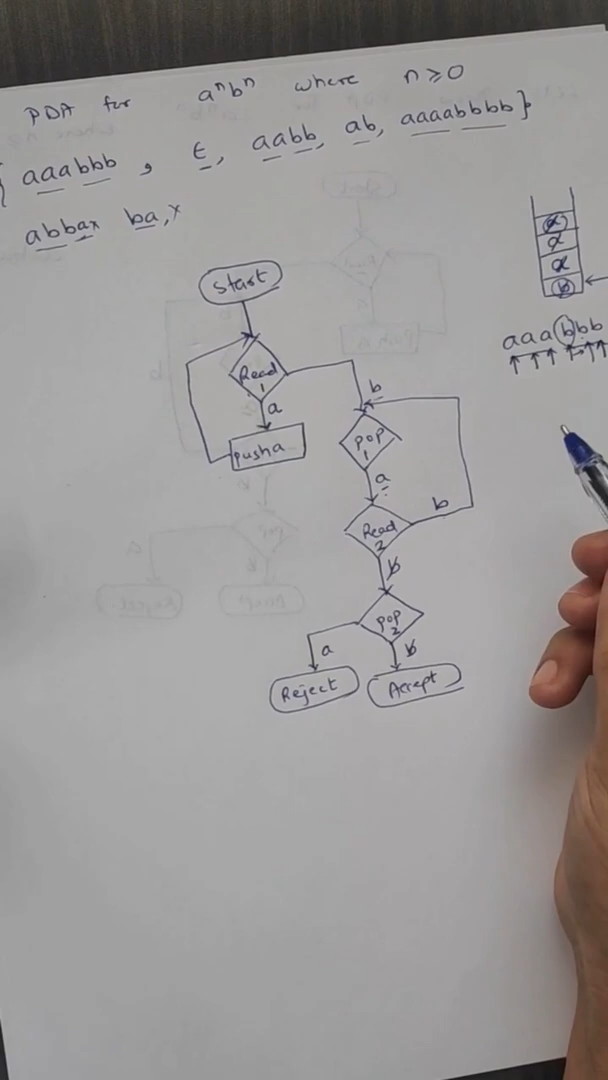 PDA for aⁿbⁿ where n ≥ 0
{ aaabbb , ε, aabb, ab, aaaabbbb }
abbax ba, x
start
Read 1
a
push a
b
pop 1
a
Read 2
b
b̸
pop 2
a
b̸
Reject
Accept
a
a
a
b̸
aaabbb